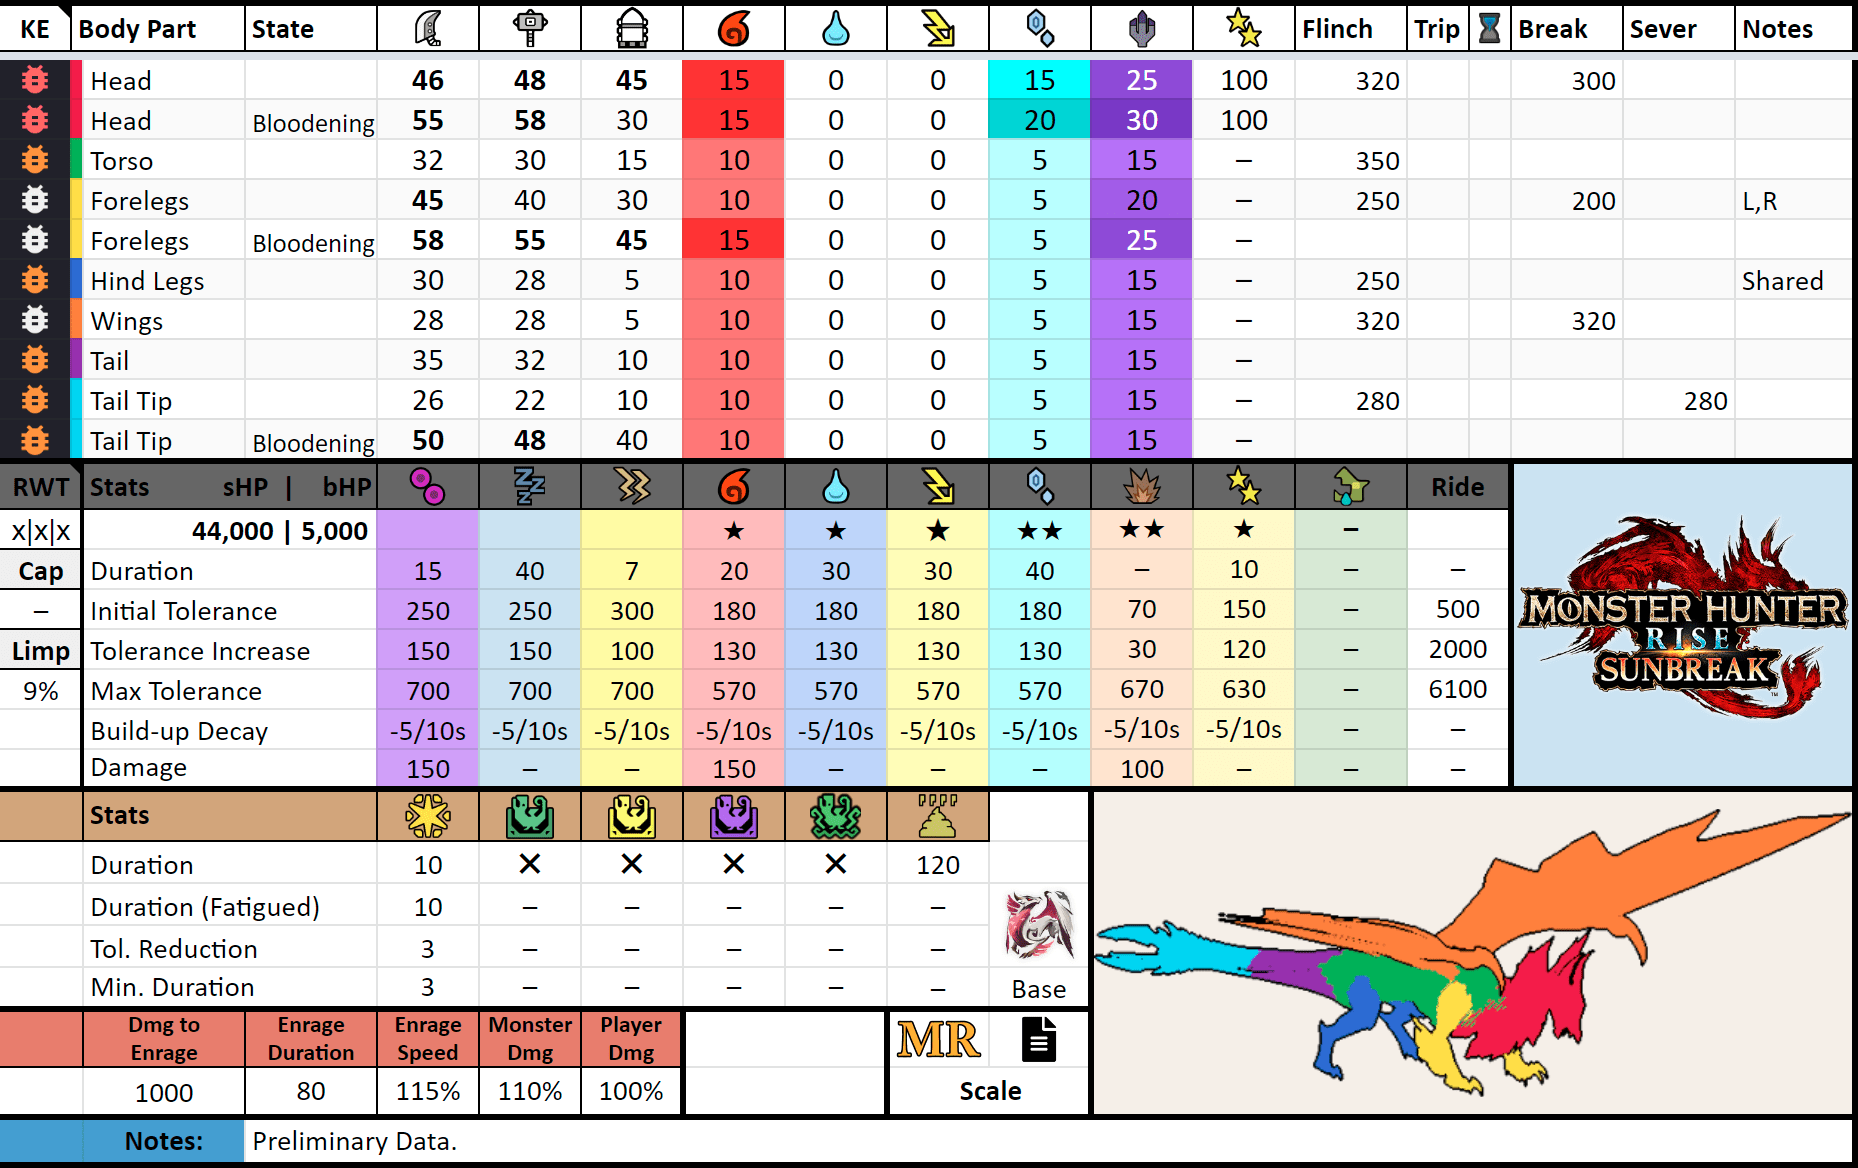 KE Body Part State Flinch Trip Break Sever Notes
Head 46 48 45 15 0 0 15 25 100 320 300
Head Bloodening 55 58 30 15 0 0 20 30 100
Torso 32 30 15 10 0 0 5 15 – 350
Forelegs 45 40 30 10 0 0 5 20 – 250 200 L,R
Forelegs Bloodening 58 55 45 15 0 0 5 25 –
Hind Legs 30 28 5 10 0 0 5 15 – 250 Shared
Wings 28 28 5 10 0 0 5 15 – 320 320
Tail 35 32 10 10 0 0 5 15 –
Tail Tip 26 22 10 10 0 0 5 15 – 280 280
Tail Tip Bloodening 50 48 40 10 0 0 5 15 –
RWT Stats sHP | bHP Ride
x|x|x 44,000 | 5,000 ★ ★ ★ ★★ ★★ ★ –
Cap Duration 15 40 7 20 30 30 40 – 10 – –
– Initial Tolerance 250 250 300 180 180 180 180 70 150 – 500
Limp Tolerance Increase 150 150 100 130 130 130 130 30 120 – 2000
9% Max Tolerance 700 700 700 570 570 570 570 670 630 – 6100
Build-up Decay -5/10s -5/10s -5/10s -5/10s -5/10s -5/10s -5/10s -5/10s -5/10s – –
Damage 150 – – 150 – – – 100 – – –
MONSTER HUNTER
RISE
SUNBREAK
™
Stats
Duration 10 ✕ ✕ ✕ ✕ 120
Duration (Fatigued) 10 – – – – –
Tol. Reduction 3 – – – – –
Min. Duration 3 – – – – – Base
Dmg to Enrage Enrage Monster Player
Enrage Duration Speed Dmg Dmg MR
1000 80 115% 110% 100% Scale
Notes: Preliminary Data.